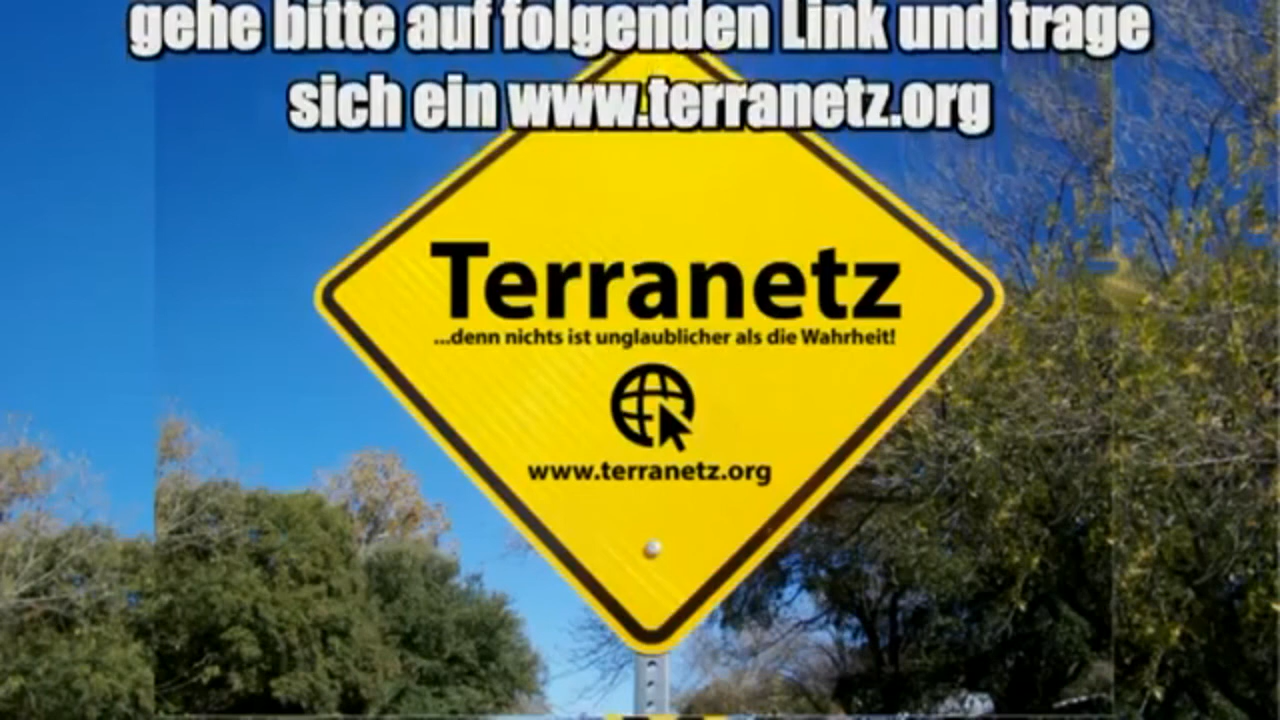 gehe bitte auf folgenden Link und trage
sich ein www.terranetz.org
Terranetz
...denn nichts ist unglaublicher als die Wahrheit!
www.terranetz.org